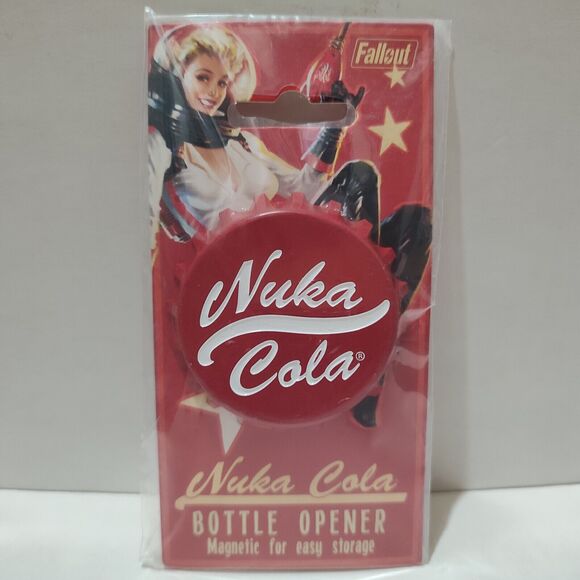 Fallout
Nuka
Cola®
Nuka Cola
BOTTLE OPENER
Magnetic for easy storage